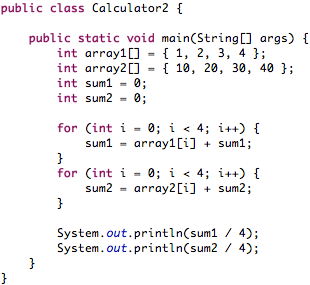 public class Calculator2 {
public static void main(String[] args) {
int array1[] = { 1, 2, 3, 4 };
int array2[] = { 10, 20, 30, 40 };
int sum1 = 0;
int sum2 = 0;
for (int i = 0; i < 4; i++) {
sum1 = array1[i] + sum1;
}
for (int i = 0; i < 4; i++) {
sum2 = array2[i] + sum2;
}
System.out.println(sum1 / 4);
System.out.println(sum2 / 4);
}
}